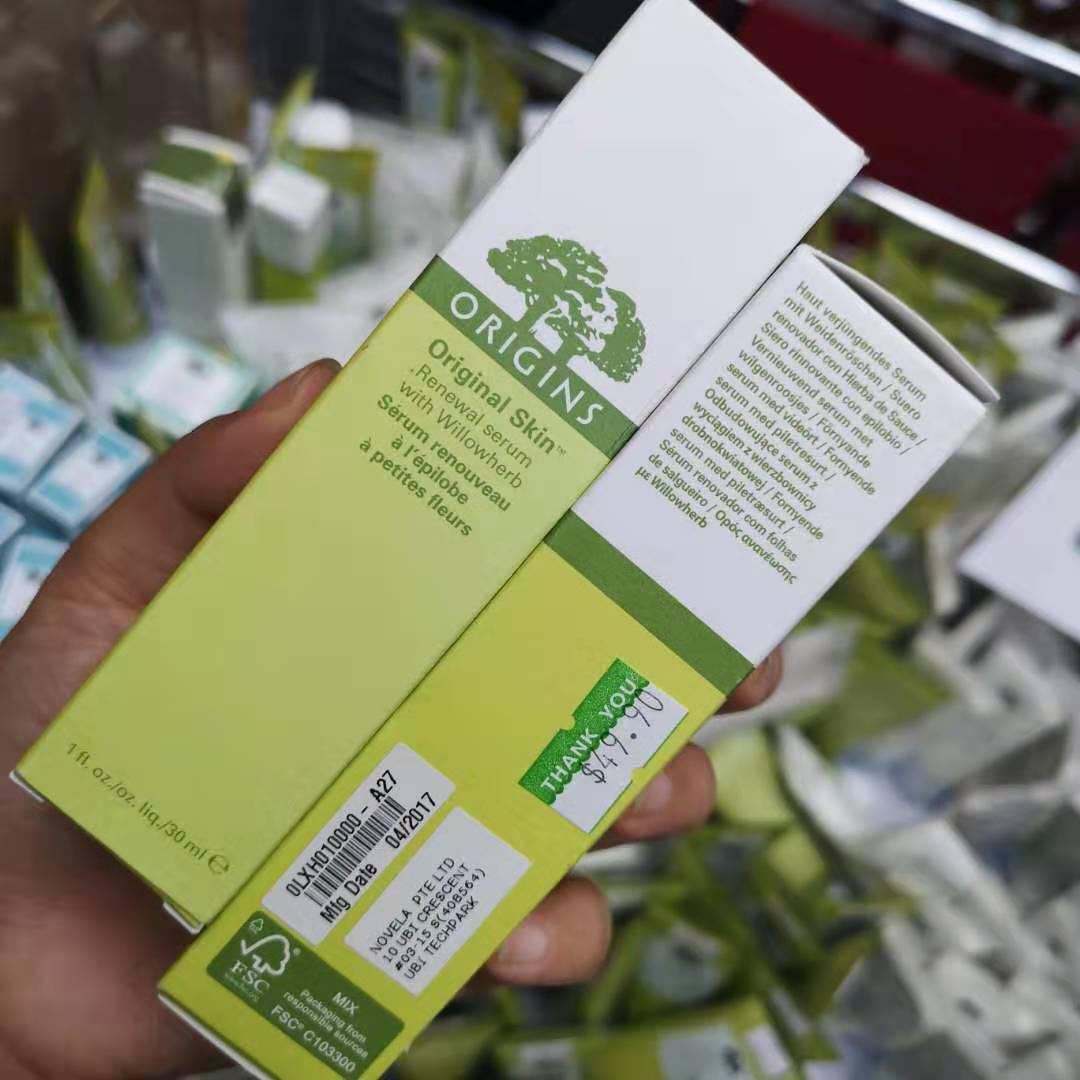 ORIGINS
Original Skin™
Renewal serum
with Willowherb
Sérum renouveau
à l'épilobe
à petites fleurs
1 fl. oz./oz. liq./30 ml ℮
Haut verjüngendes Serum
mit Weidenröschen / Suero
renovador con Hierba de Sauce /
Siero rinnovante con epilobio /
Vernieuwend serum met
wilgenroosjes / Förnyande
serum med videört / Fornyende
serum med pileteresurt /
Odbudowujące serum z
wyciągiem z wierzbownicy
drobnokwiatowej / Fornyende
serum med piletræsurt /
Sérum renovador com folhas
de salgueiro / Ορός ανανέωσης
με Willowherb
THANK YOU
$49.90
0LXH010000 - A27
Mfg Date 04/2017
NOVELA PTE LTD
10 UBI CRESCENT
#03-15 S(408564)
UBI TECHPARK
FSC
MIX
Packaging from
responsible sources
FSC® C103300